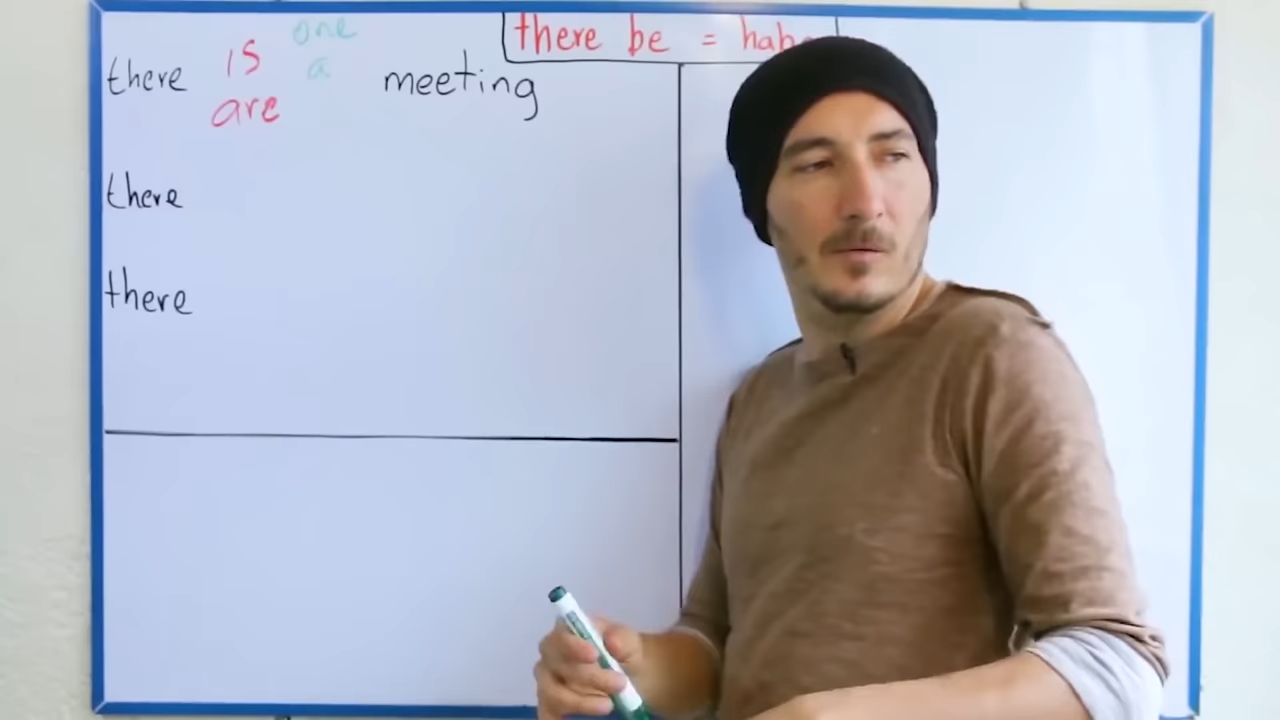 there be = hab
one
there is a meeting
are
there
there